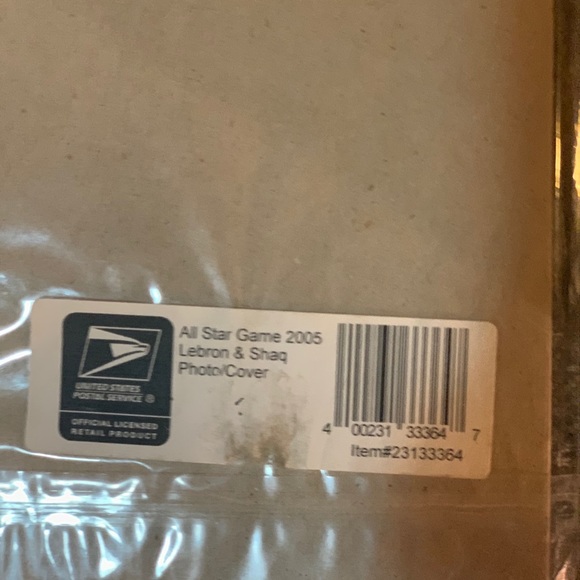 UNITED STATES
POSTAL SERVICE ®
OFFICIAL LICENSED
RETAIL PRODUCT
All Star Game 2005
Lebron & Shaq
Photo/Cover
4 00231 33364 7
Item#23133364